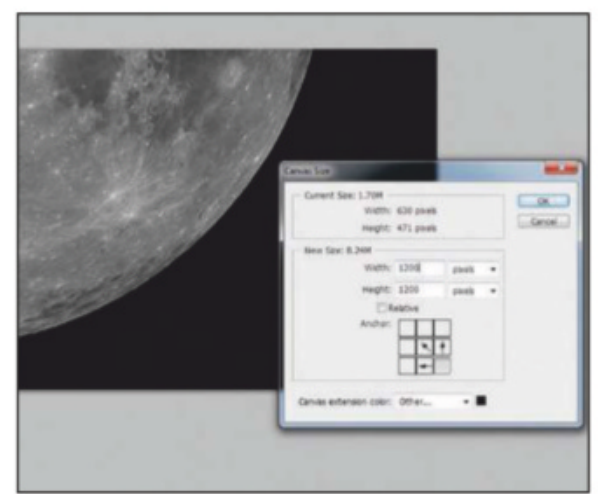 Canvas Size
Current Size: 1.70M
Width: 630 pixels
Height: 471 pixels
OK
Cancel
New Size: 8.24M
Width: 1200 pixels
Height: 1200 pixels
Relative
Anchor:
Canvas extension color: Other...